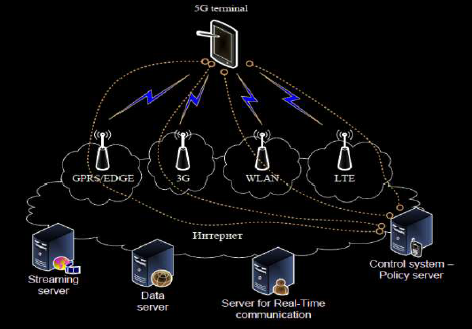 5G terminal
GPRS/EDGE
3G
WLAN
LTE
Интернет
Streaming
server
Data
server
Server for Real-Time
communication
Control system –
Policy server